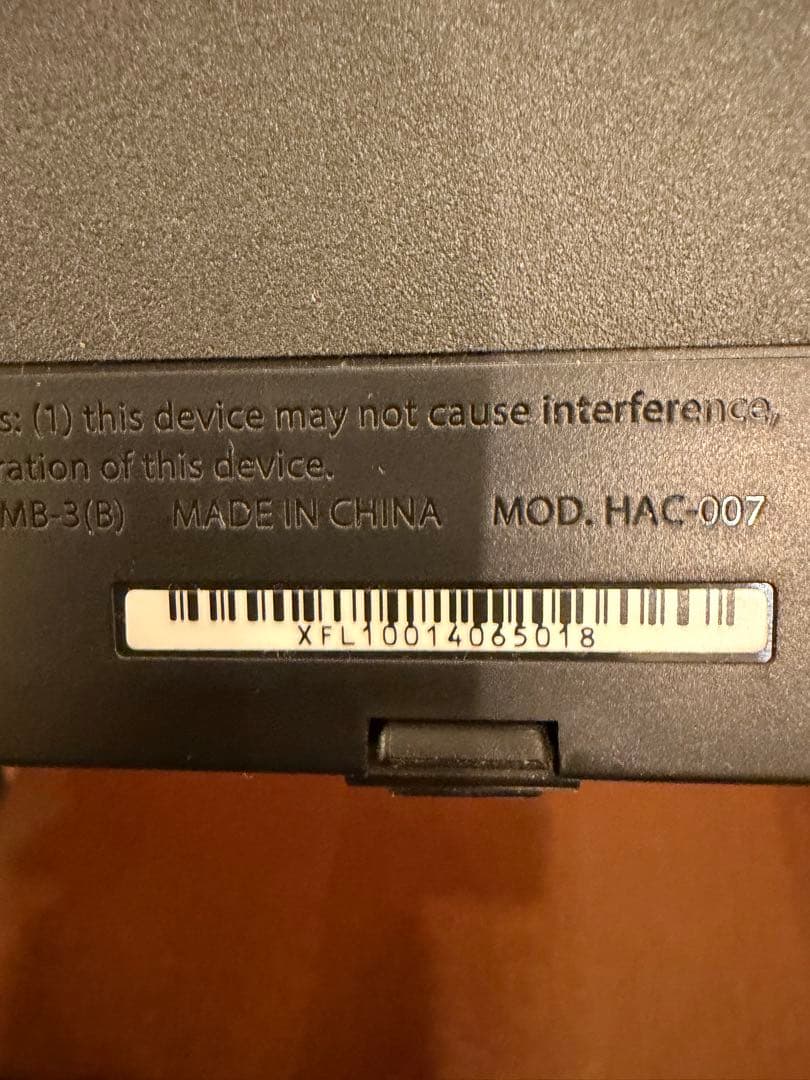 s: (1) this device may not cause interference,
ration of this device.
MB-3(B) MADE IN CHINA MOD. HAC-007
XFL10014065018